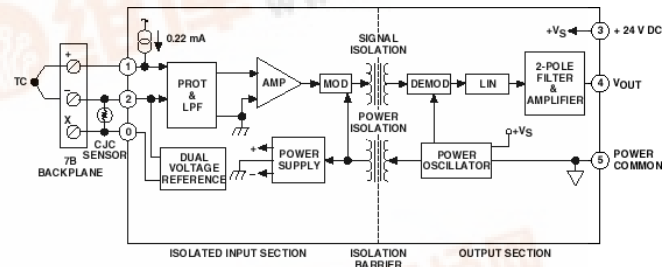 SIGNAL
ISOLATION
+VS
3
+ 24 V DC
0.22 mA
TC
+
1
PROT
&
LPF
AMP
MOD
DEMOD
LIN
2-POLE
FILTER
&
AMPLIFIER
4
VOUT
–
2
X
0
CJC
SENSOR
7B
BACKPLANE
DUAL
VOLTAGE
REFERENCE
+
–
POWER
SUPPLY
POWER
ISOLATION
POWER
OSCILLATOR
+VS
5
POWER
COMMON
ISOLATED INPUT SECTION
ISOLATION
BARRIER
OUTPUT SECTION